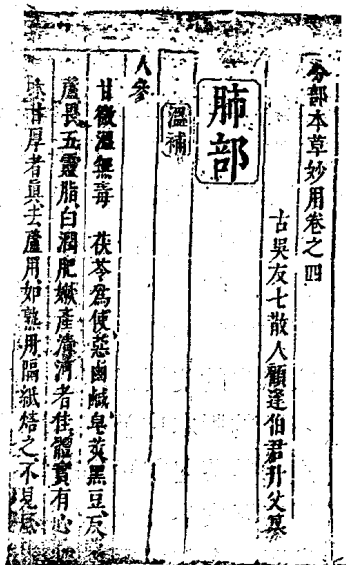 分部本草妙用卷之四
古吳友七散人顧逢伯君升父纂
肺部
溫補
人參
甘微溫無毒 茯苓為使惡鹵鹹皂莢黑豆反
蘆畏五靈脂白潤肥嫩產清河者佳體實有心
味甘厚者真去蘆用如熟用隔紙焙之不見